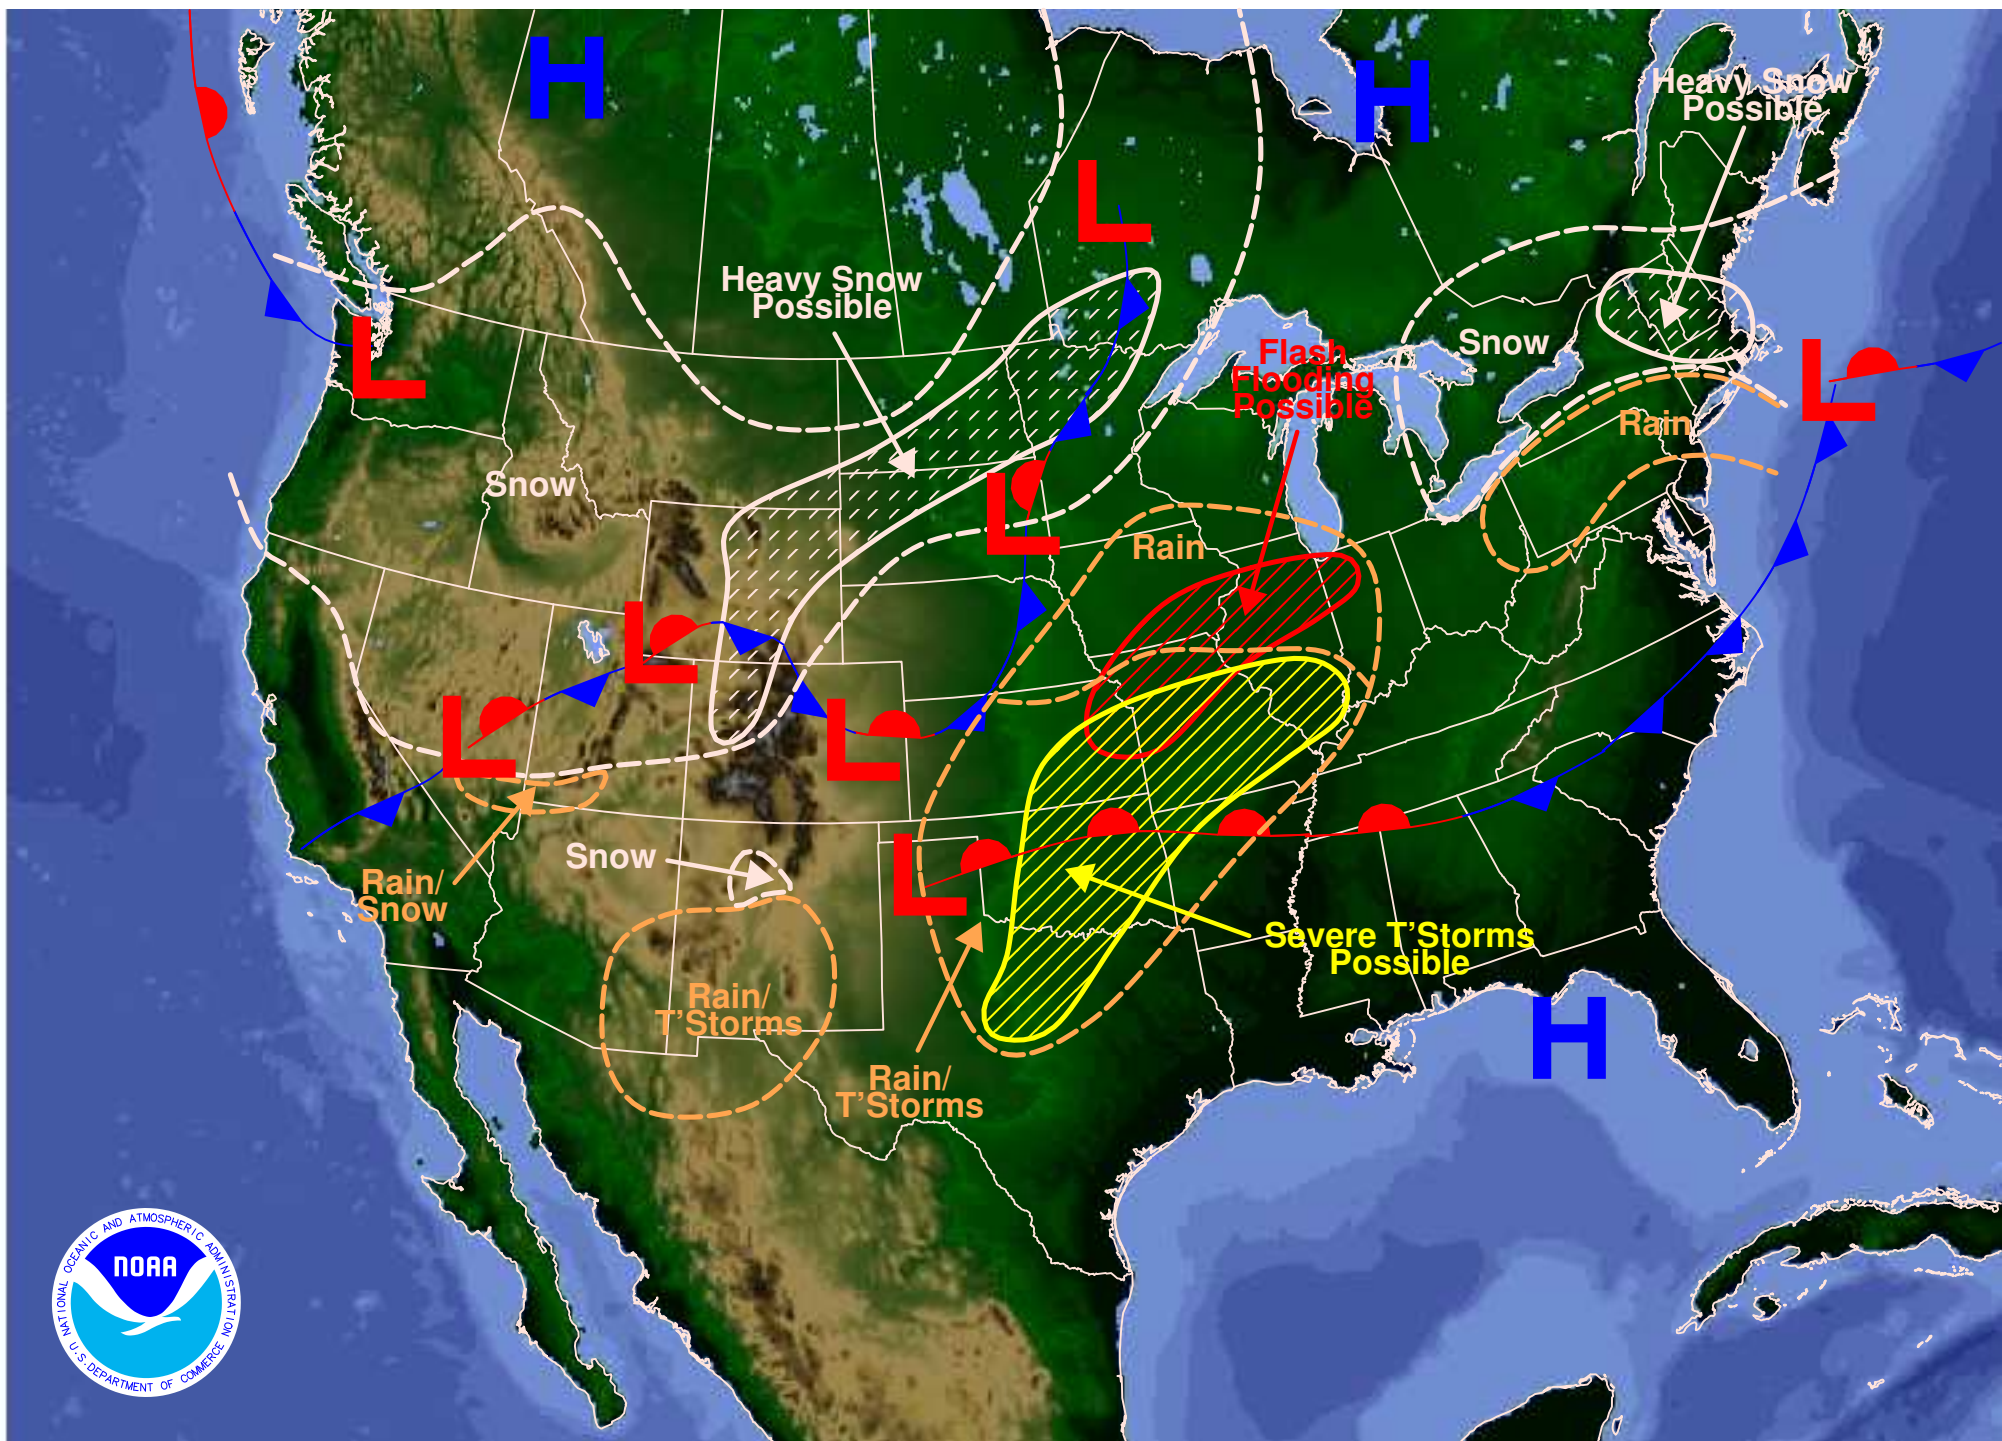 H
H
Heavy Snow
Possible
L
Heavy Snow
Possible
Snow
L
Flash
Flooding
Possible
L
Rain
Snow
L
Rain
L
L
L
Snow
L
Rain/
Snow
Severe T'Storms
Possible
Rain/
T'Storms
H
Rain/
T'Storms
NATIONAL OCEANIC AND ATMOSPHERIC ADMINISTRATION
NOAA
U.S. DEPARTMENT OF COMMERCE